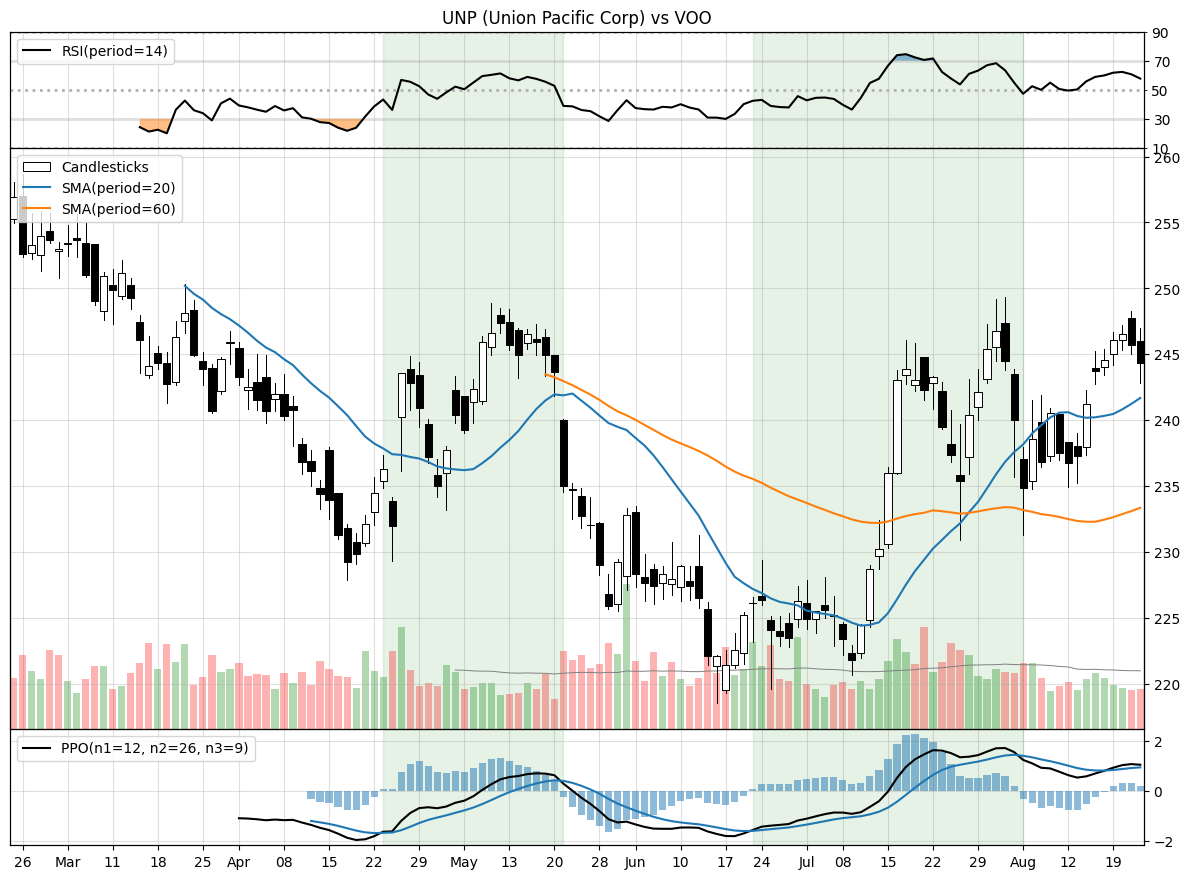 UNP (Union Pacific Corp) vs VOO
RSI(period=14)
90
70
50
30
10
Candlesticks
SMA(period=20)
SMA(period=60)
260
255
250
245
240
235
230
225
220
PPO(n1=12, n2=26, n3=9)
2
0
−2
26 Mar 11 18 25 Apr 08 15 22 29 May 13 20 28 Jun 10 17 24 Jul 08 15 22 29 Aug 12 19